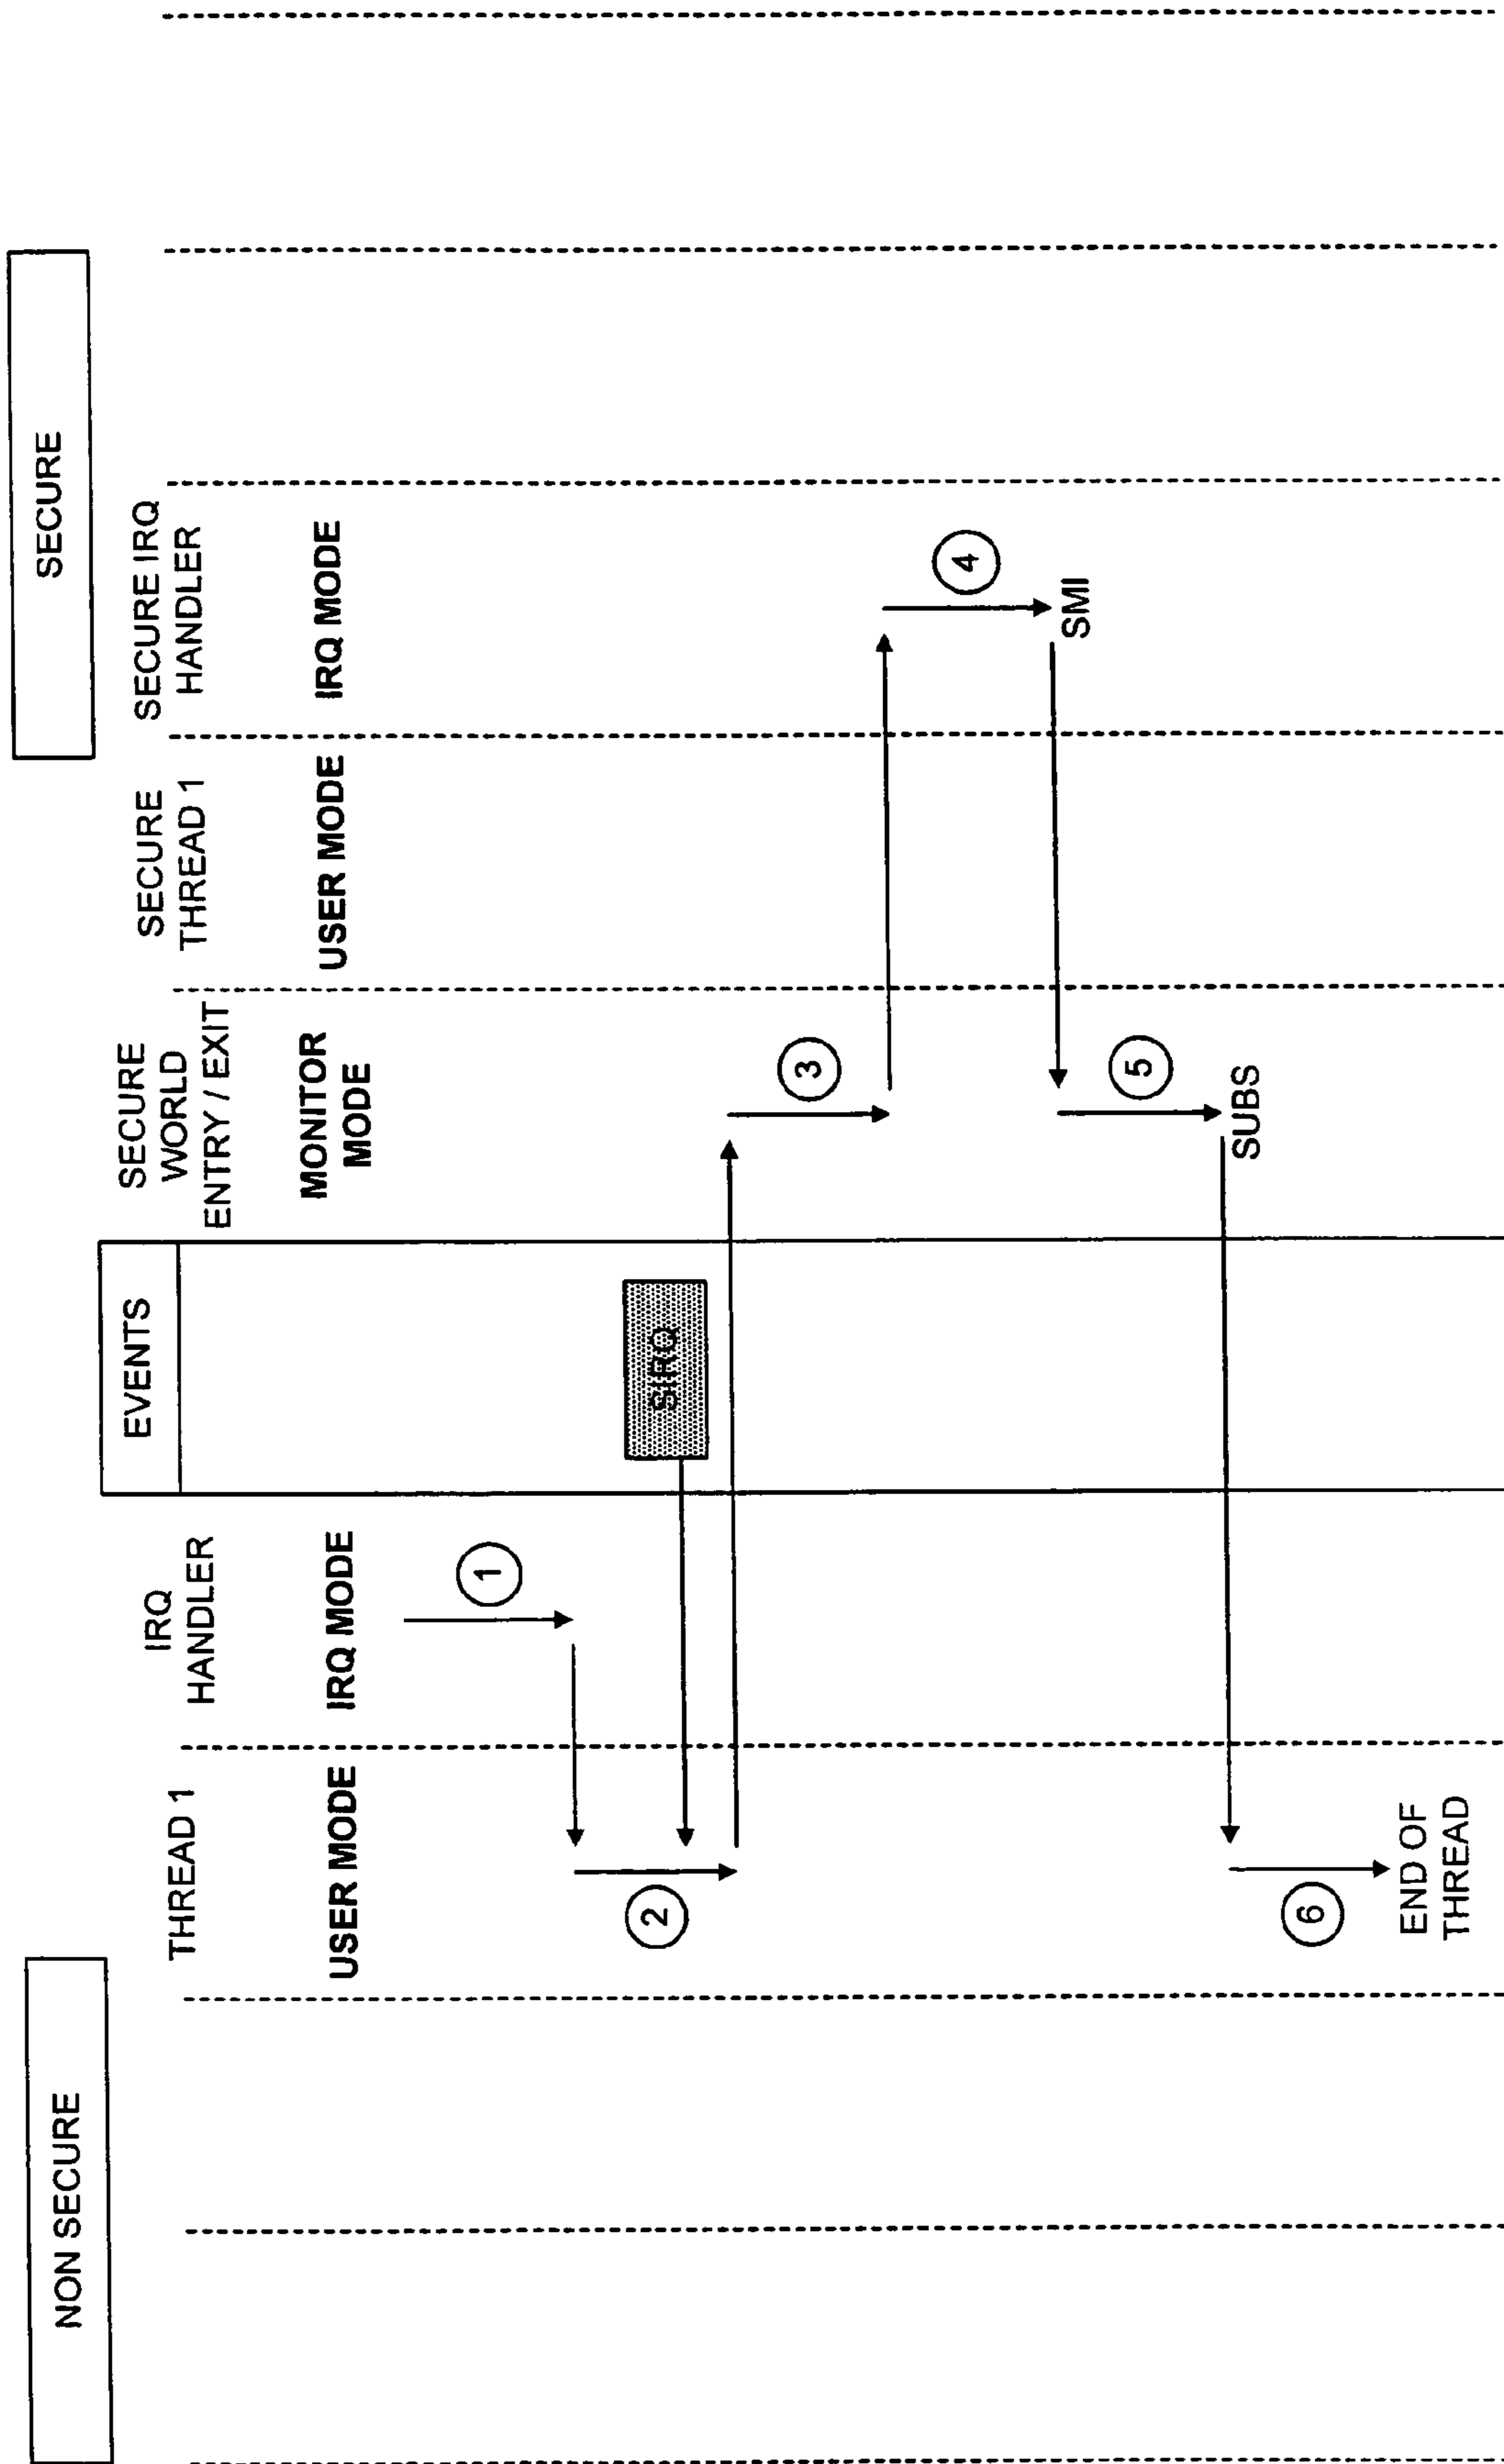 NON SECURE
SECURE
THREAD 1
USER MODE
IRQ
HANDLER
IRQ MODE
EVENTS
SECURE
WORLD
ENTRY / EXIT
MONITOR
MODE
SECURE
THREAD 1
USER MODE
SECURE IRQ
HANDLER
IRQ MODE
1
2
SIRQ
3
4
SMI
5
SUBS
6
END OF
THREAD